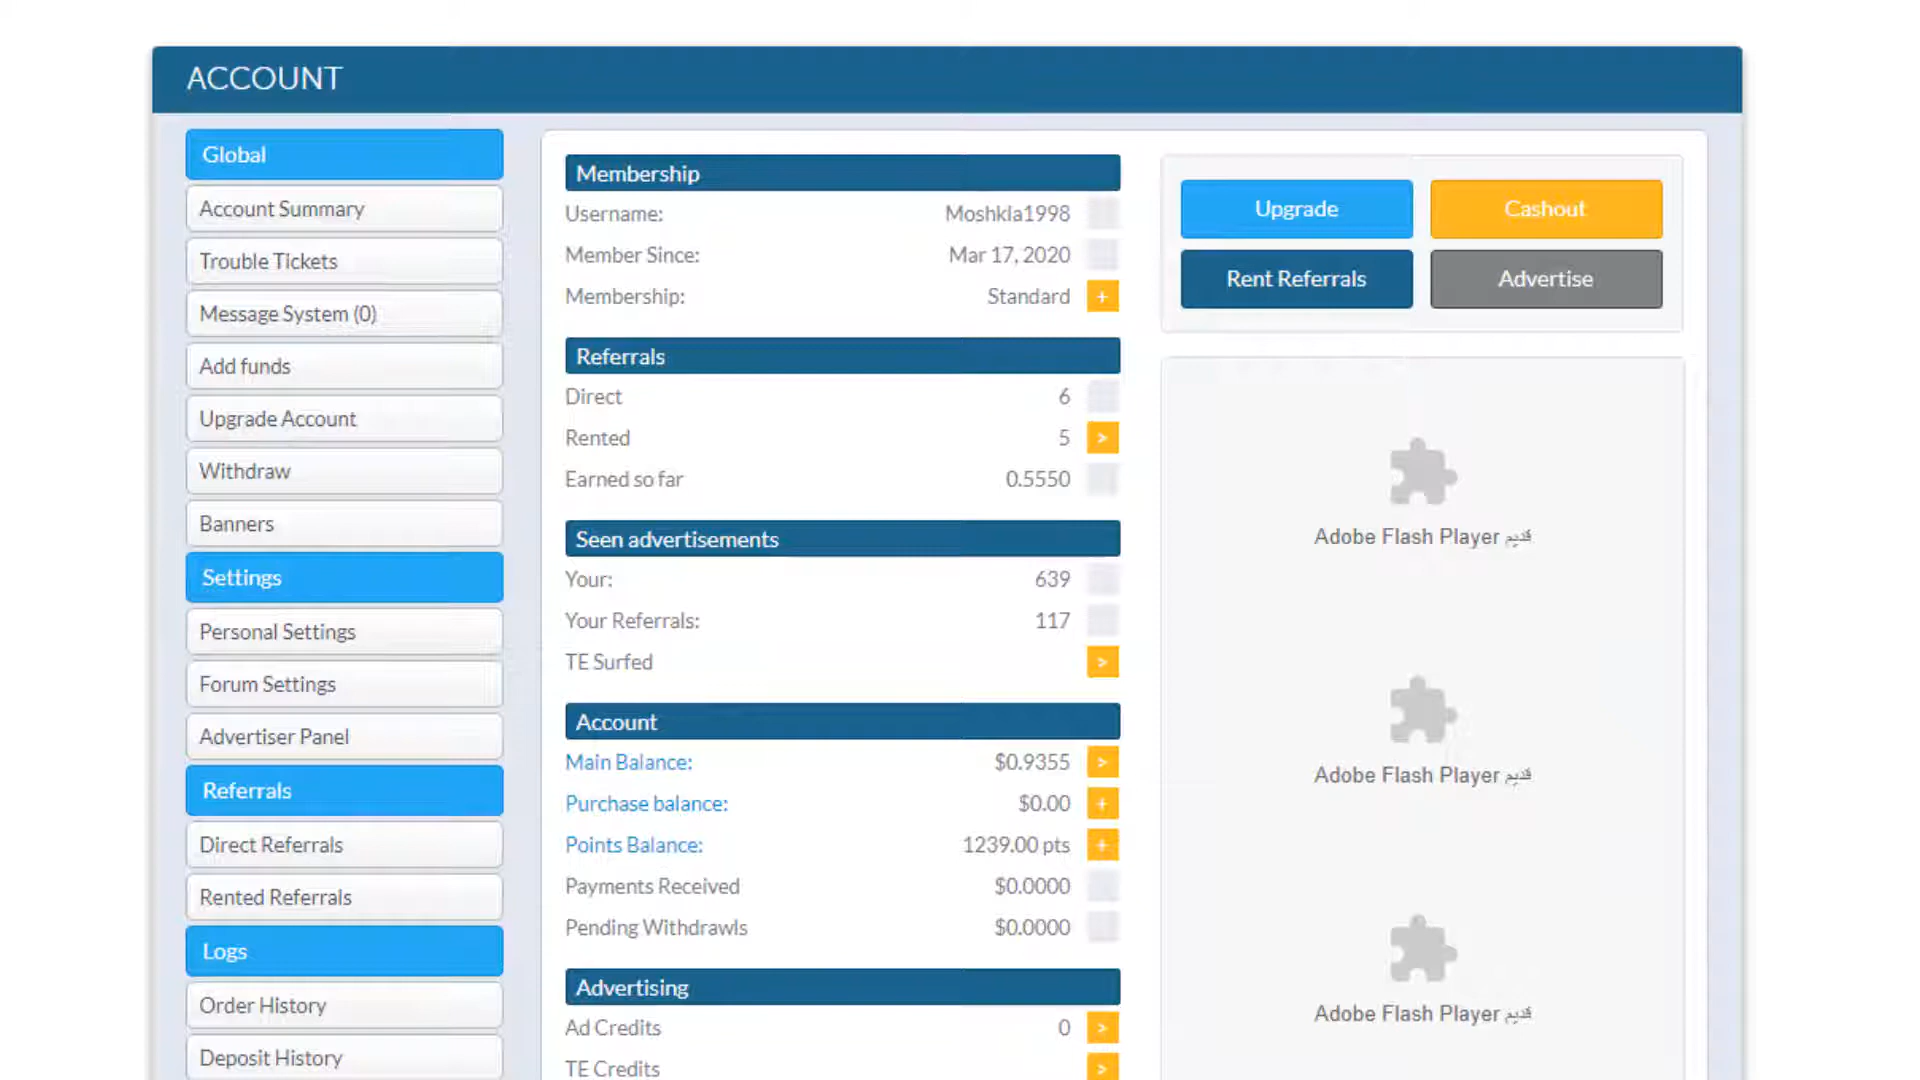 ACCOUNT
Global
Account Summary
Trouble Tickets
Message System (0)
Add funds
Upgrade Account
Withdraw
Banners
Settings
Personal Settings
Forum Settings
Advertiser Panel
Referrals
Direct Referrals
Rented Referrals
Logs
Order History
Deposit History
Membership
Username: Moshkla1998
Member Since: Mar 17, 2020
Membership: Standard +
Referrals
Direct 6
Rented 5 >
Earned so far 0.5550
Seen advertisements
Your: 639
Your Referrals: 117
TE Surfed >
Account
Main Balance: $0.9355 >
Purchase balance: $0.00 +
Points Balance: 1239.00 pts +
Payments Received $0.0000
Pending Withdrawls $0.0000
Advertising
Ad Credits 0 >
TE Credits >
Upgrade
Cashout
Rent Referrals
Advertise
Adobe Flash Player قديم
Adobe Flash Player قديم
Adobe Flash Player قديم